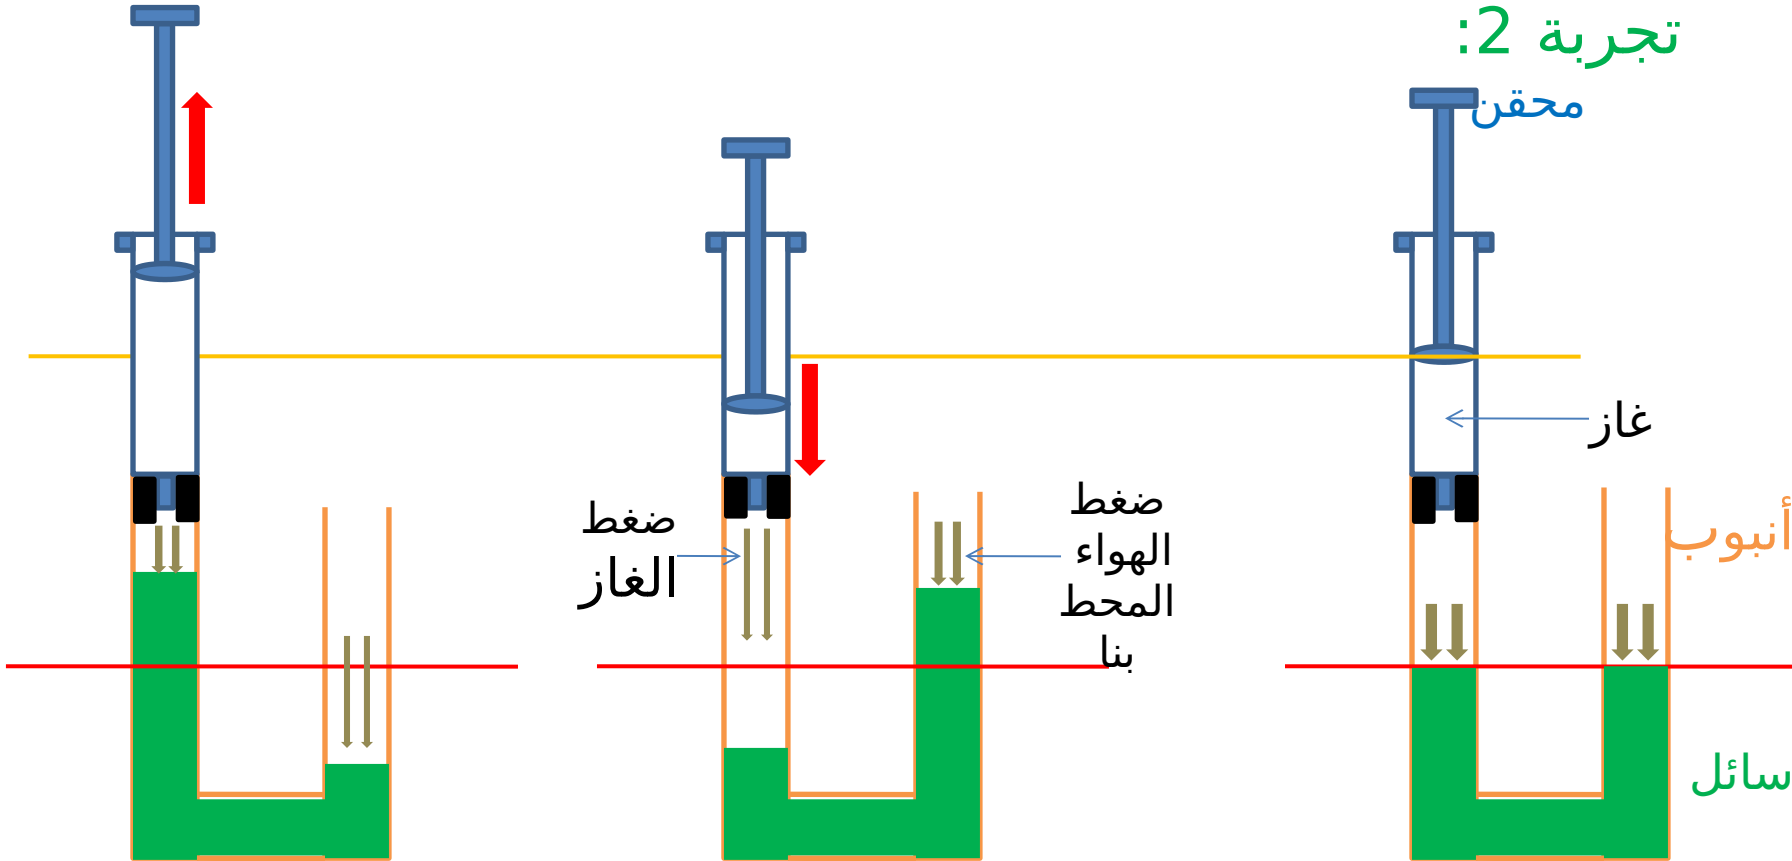 تجربة 2:
محقن
غاز
أنبوب
سائل
ضغط
الهواء
المحط
بنا
ضغط
الغاز